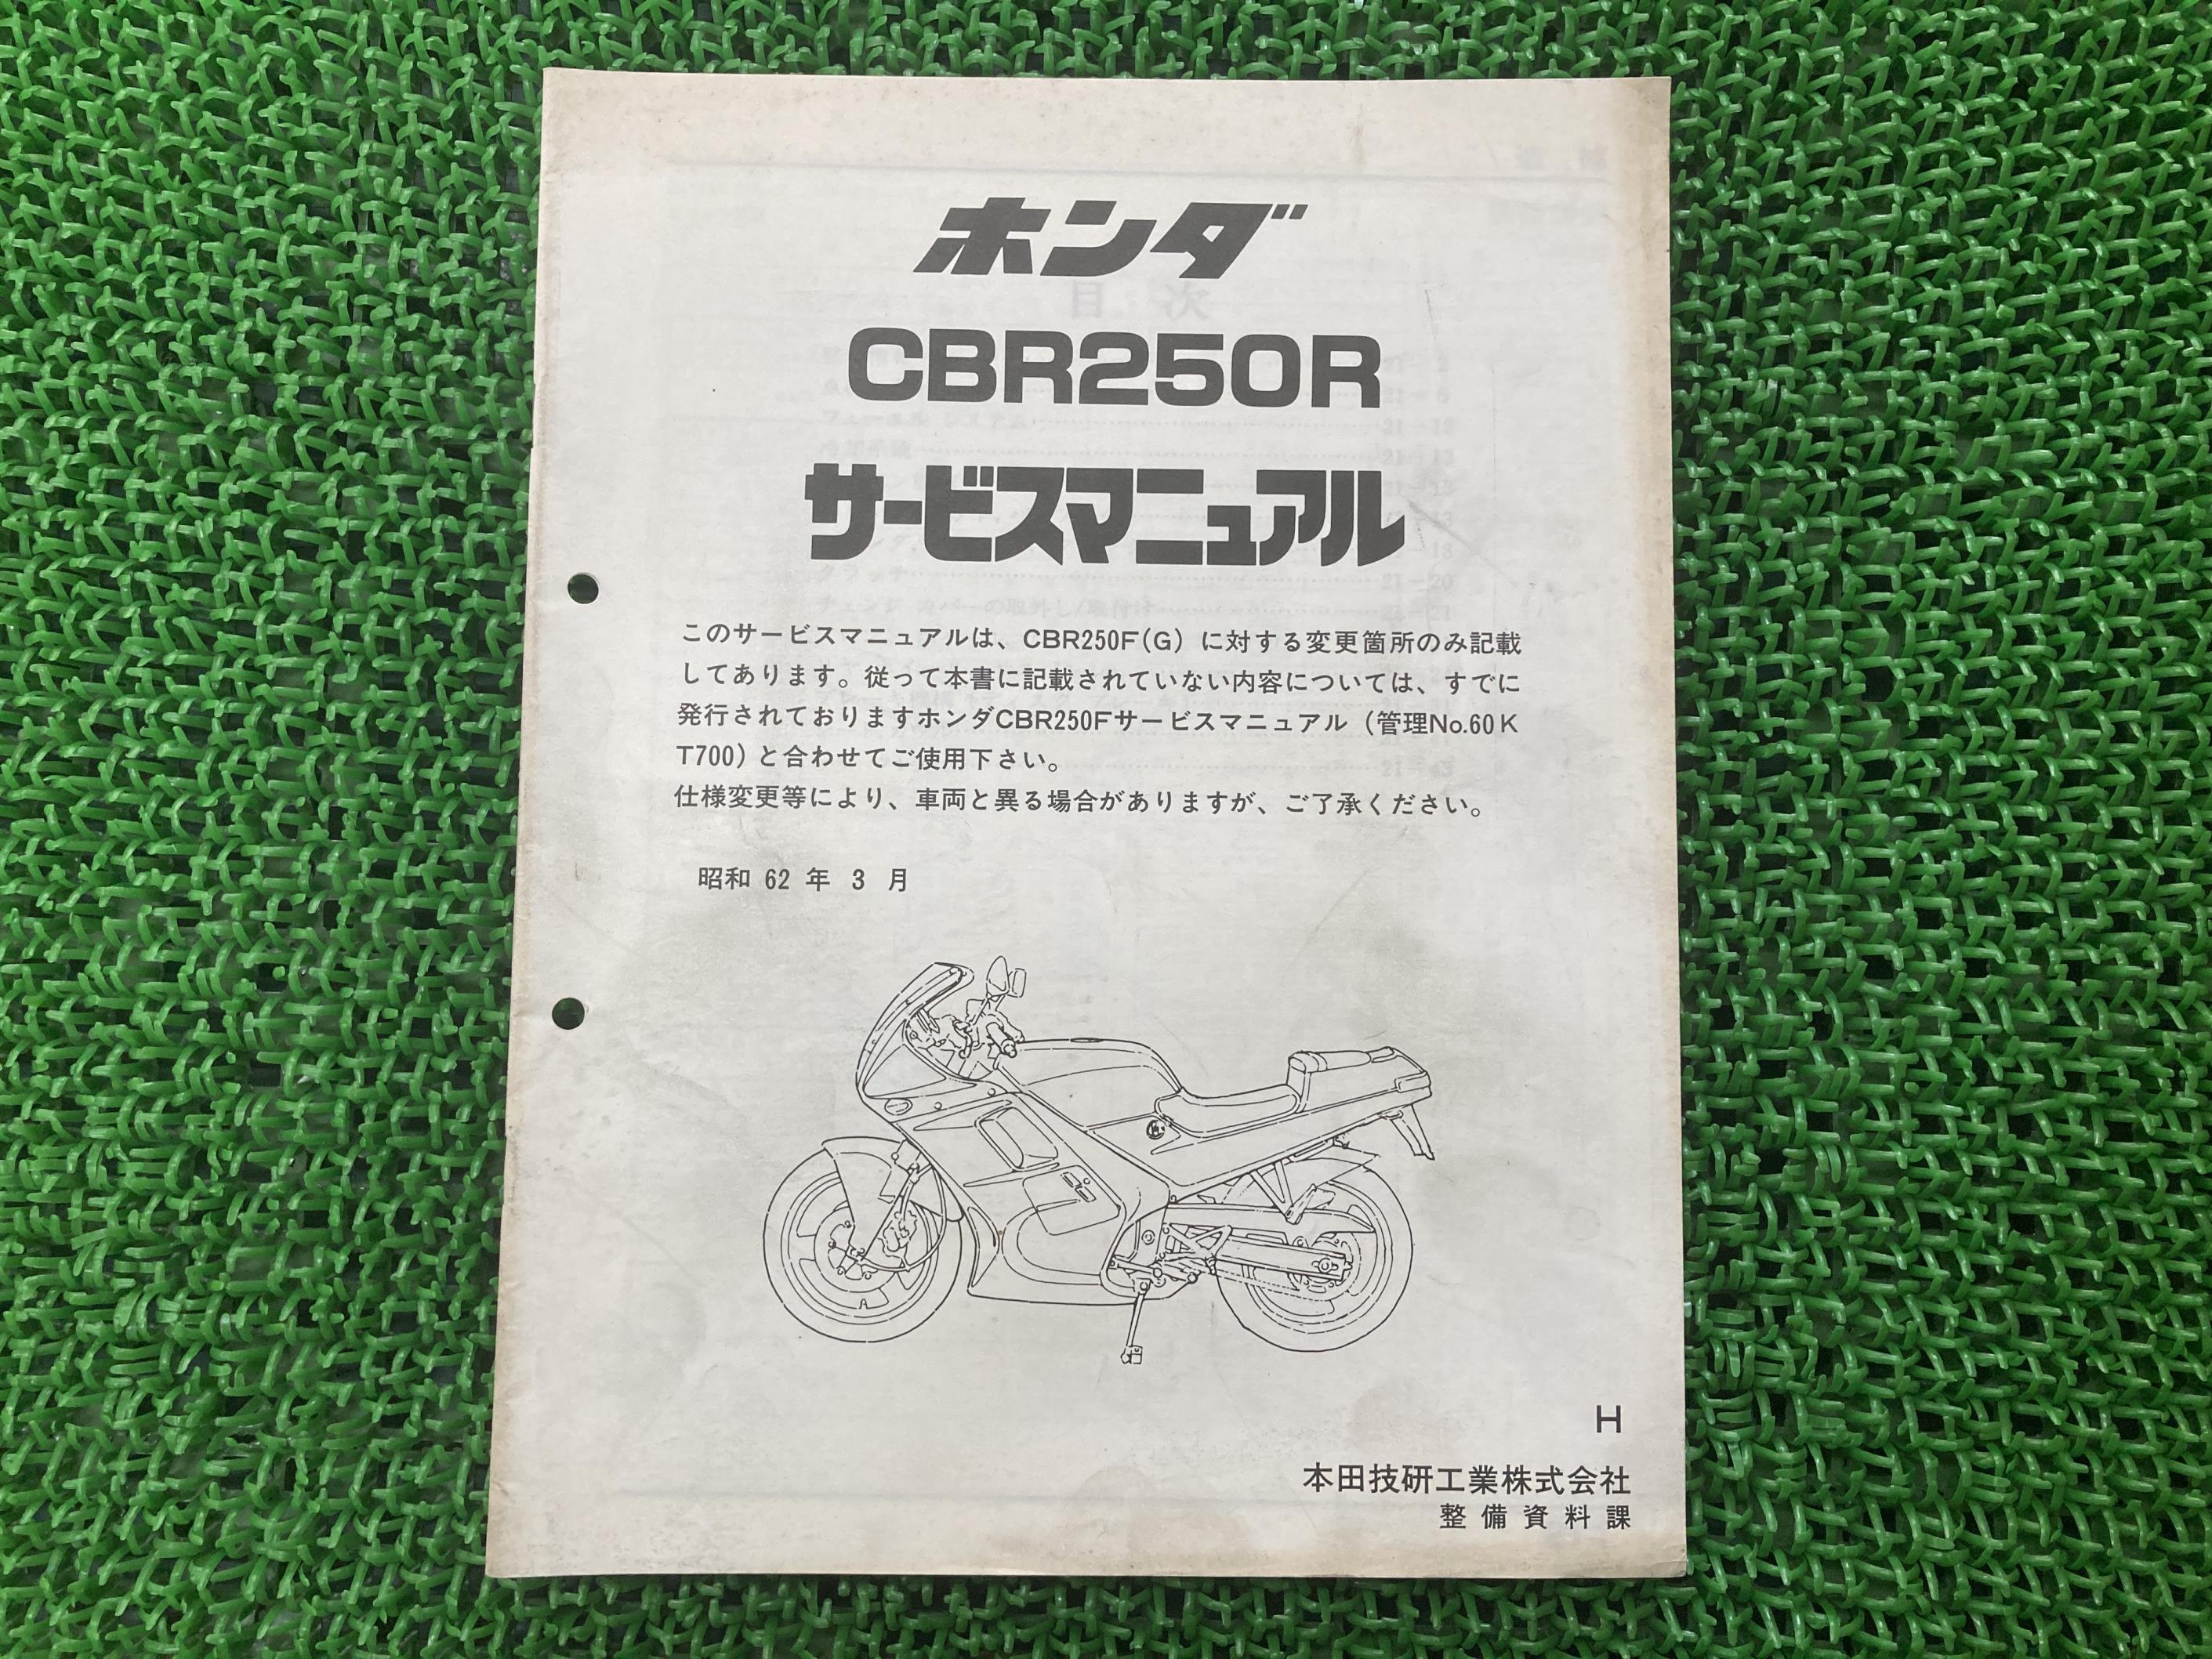 ホンダ
CBR250R
サービスマニュアル
このサービスマニュアルは、CBR250F(G) に対する変更箇所のみ記載
してあります。従って本書に記載されていない内容については、すでに
発行されておりますホンダCBR250Fサービスマニュアル（管理No.60K
T700）と合わせてご使用下さい。
仕様変更等により、車両と異る場合がありますが、ご了承ください。
昭和 62 年 3 月
H
本田技研工業株式会社
整備資料課